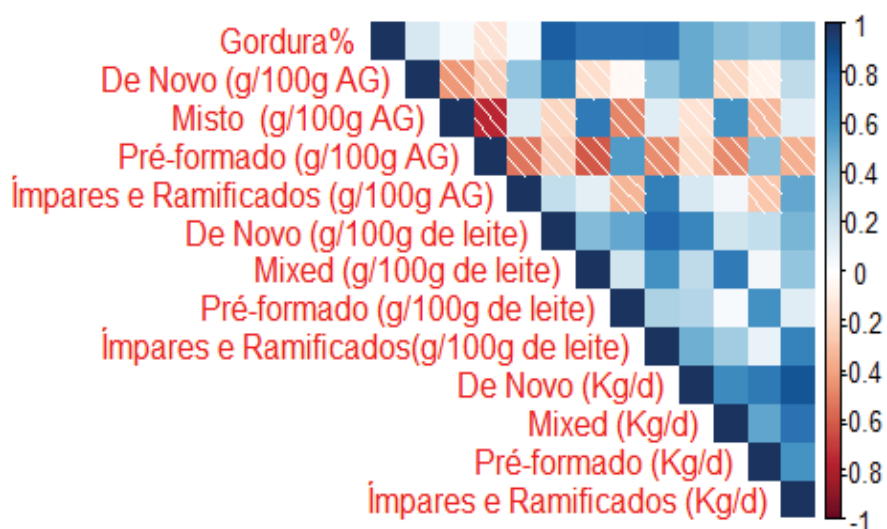 Gordura%
De Novo (g/100g AG)
Misto (g/100g AG)
Pré-formado (g/100g AG)
Ímpares e Ramificados (g/100g AG)
De Novo (g/100g de leite)
Mixed (g/100g de leite)
Pré-formado (g/100g de leite)
Ímpares e Ramificados(g/100g de leite)
De Novo (Kg/d)
Mixed (Kg/d)
Pré-formado (Kg/d)
Ímpares e Ramificados (Kg/d)
1
0.8
0.6
0.4
0.2
0
-0.2
-0.4
-0.6
-0.8
-1